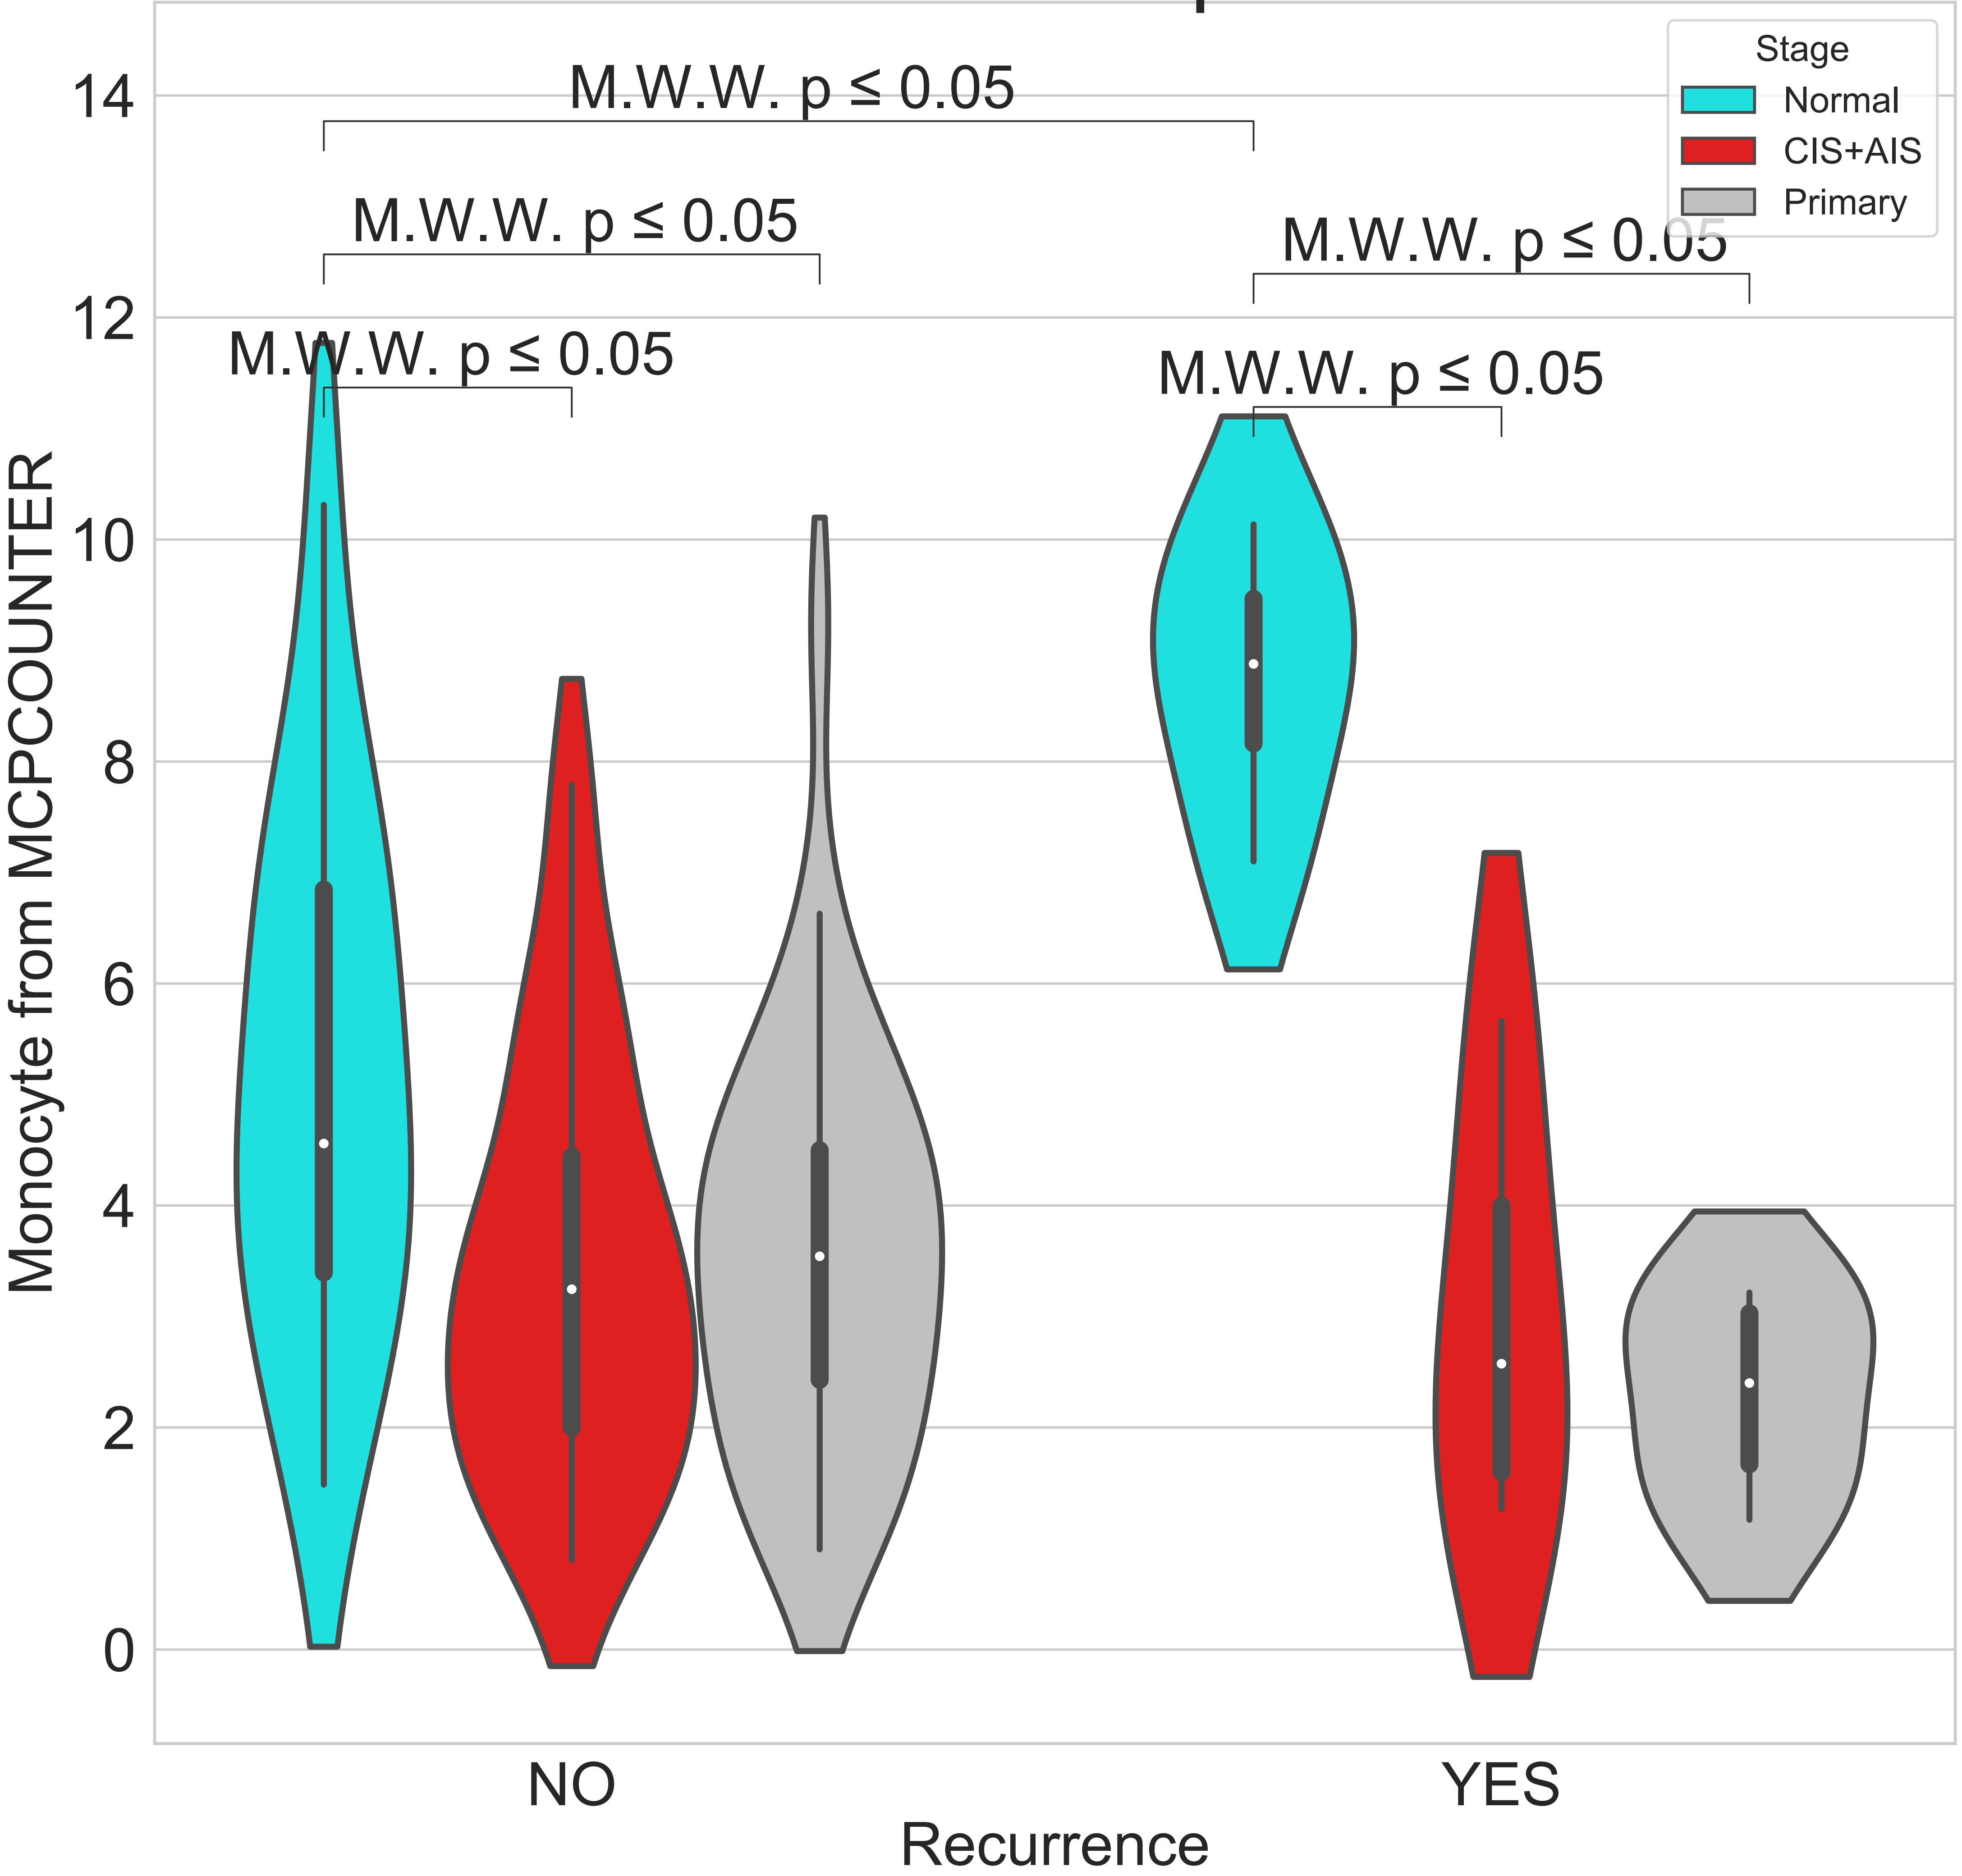 Stage
Normal
CIS+AIS
Primary
M.W.W. p ≤ 0.05
M.W.W. p ≤ 0.05
M.W.W. p ≤ 0.05
M.W.W. p ≤ 0.05
M.W.W. p ≤ 0.05
Monocyte from MCPCOUNTER
14
12
10
8
6
4
2
0
NO
YES
Recurrence